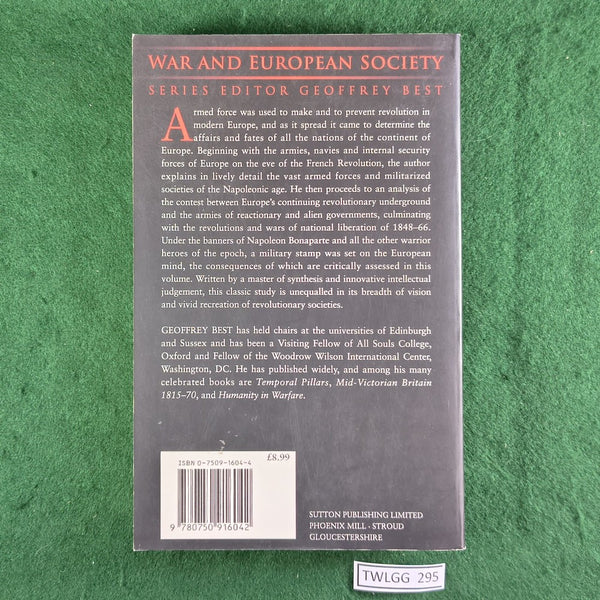 WAR AND EUROPEAN SOCIETY
SERIES EDITOR GEOFFREY BEST
Armed force was used to make and to prevent revolution in
modern Europe, and as it spread it came to determine the
affairs and fates of all the nations of the continent of
Europe. Beginning with the armies, navies and internal security
forces of Europe on the eve of the French Revolution, the author
explains in lively detail the vast armed forces and militarized
societies of the Napoleonic age. He then proceeds to an analysis of
the contest between Europe's continuing revolutionary underground
and the armies of reactionary and alien governments, culminating
with the revolutions and wars of national liberation of 1848–66.
Under the banners of Napoleon Bonaparte and all the other warrior
heroes of the epoch, a military stamp was set on the European
mind, the consequences of which are critically assessed in this
volume. Written by a master of synthesis and innovative intellectual
judgement, this classic study is unequalled in its breadth of vision
and vivid recreation of revolutionary societies.
GEOFFREY BEST has held chairs at the universities of Edinburgh
and Sussex and has been a Visiting Fellow of All Souls College,
Oxford and Fellow of the Woodrow Wilson International Center,
Washington, DC. He has published widely, and among his many
celebrated books are Temporal Pillars, Mid-Victorian Britain
1815–70, and Humanity in Warfare.
ISBN 0-7509-1604-4
£8.99
9 780750 916042
SUTTON PUBLISHING LIMITED
PHOENIX MILL · STROUD
GLOUCESTERSHIRE
TWLGG 295